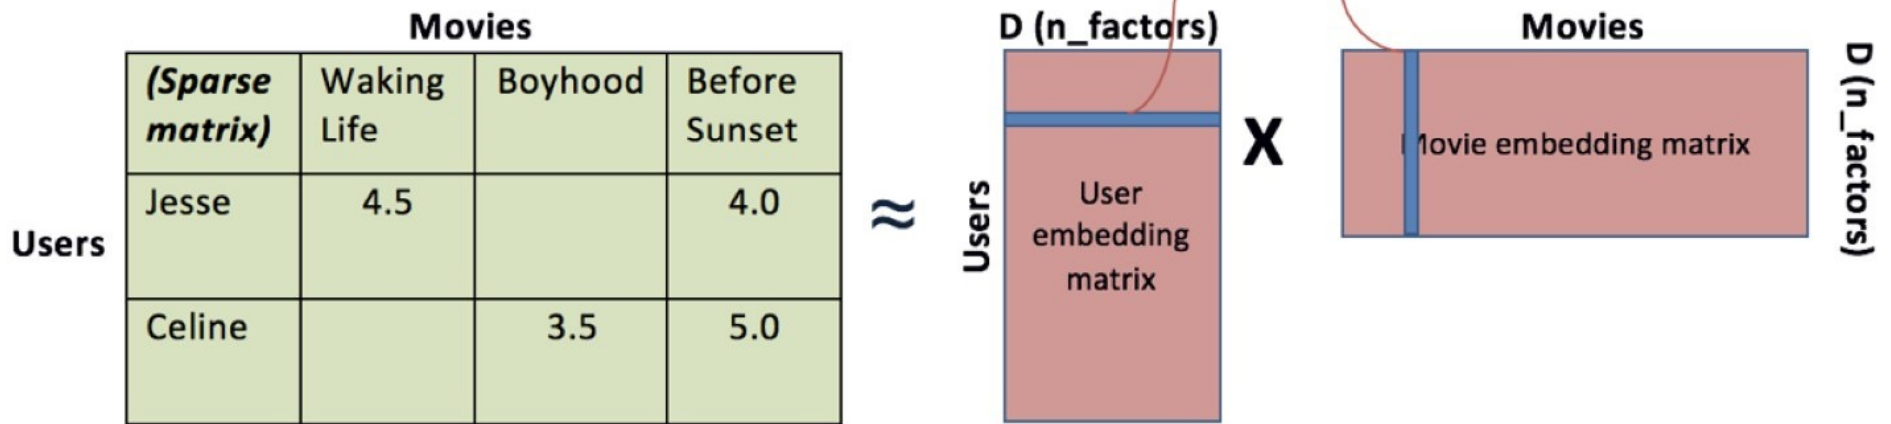 Movies
(Sparse matrix)
Waking Life
Boyhood
Before Sunset
Users
Jesse
4.5
4.0
Celine
3.5
5.0
≈
D (n_factors)
Users
User
embedding
matrix
X
Movies
Movie embedding matrix
D (n_factors)